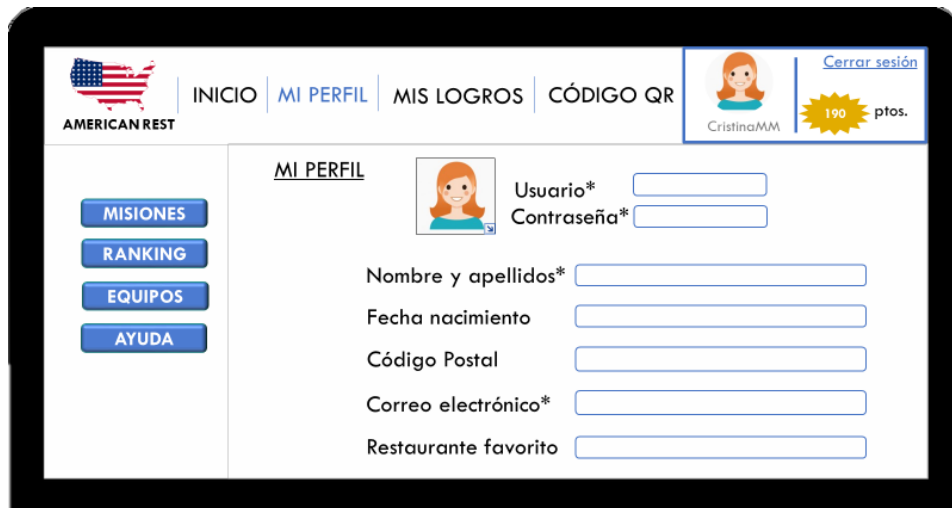 AMERICAN REST
INICIO
MI PERFIL
MIS LOGROS
CÓDIGO QR
CristinaMM
Cerrar sesión
190 ptos.
MISIONES
RANKING
EQUIPOS
AYUDA
MI PERFIL
Usuario*
Contraseña*
Nombre y apellidos*
Fecha nacimiento
Código Postal
Correo electrónico*
Restaurante favorito